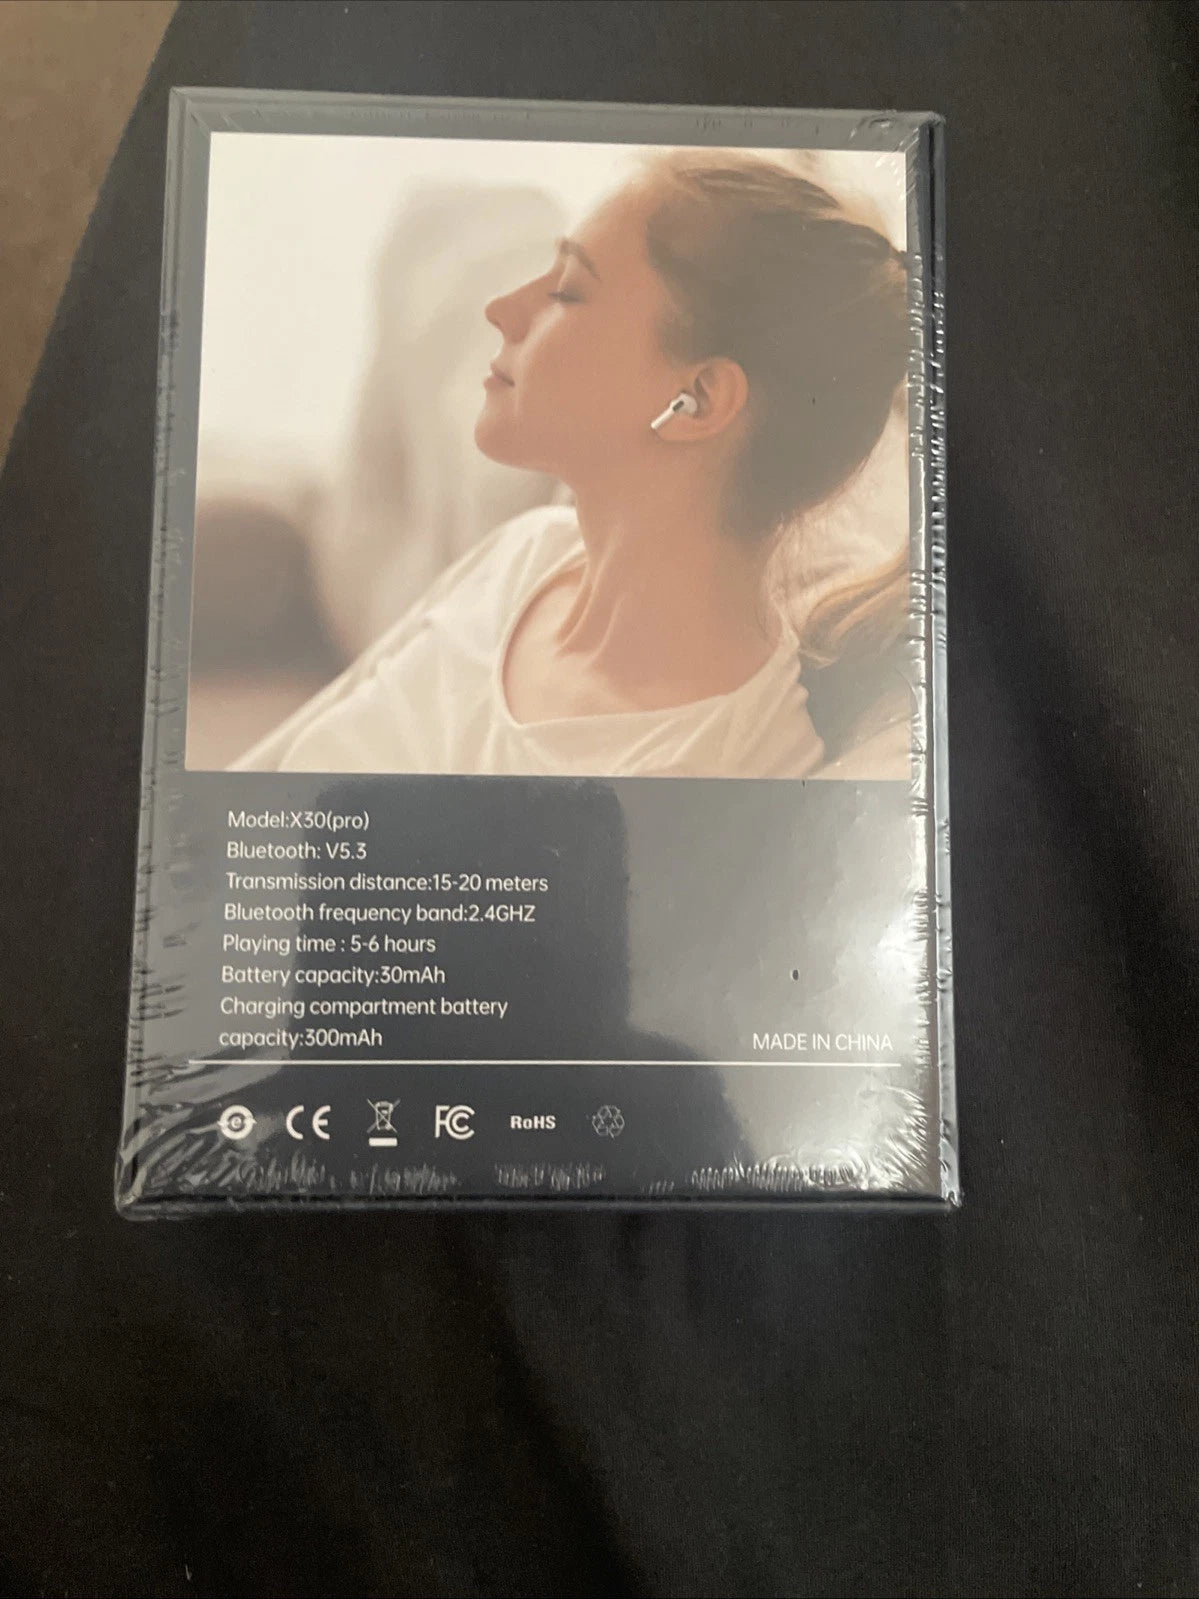 Model:X30(pro)
Bluetooth: V5.3
Transmission distance:15-20 meters
Bluetooth frequency band:2.4GHZ
Playing time : 5-6 hours
Battery capacity:30mAh
Charging compartment battery
capacity:300mAh
MADE IN CHINA
e CE FC RoHS